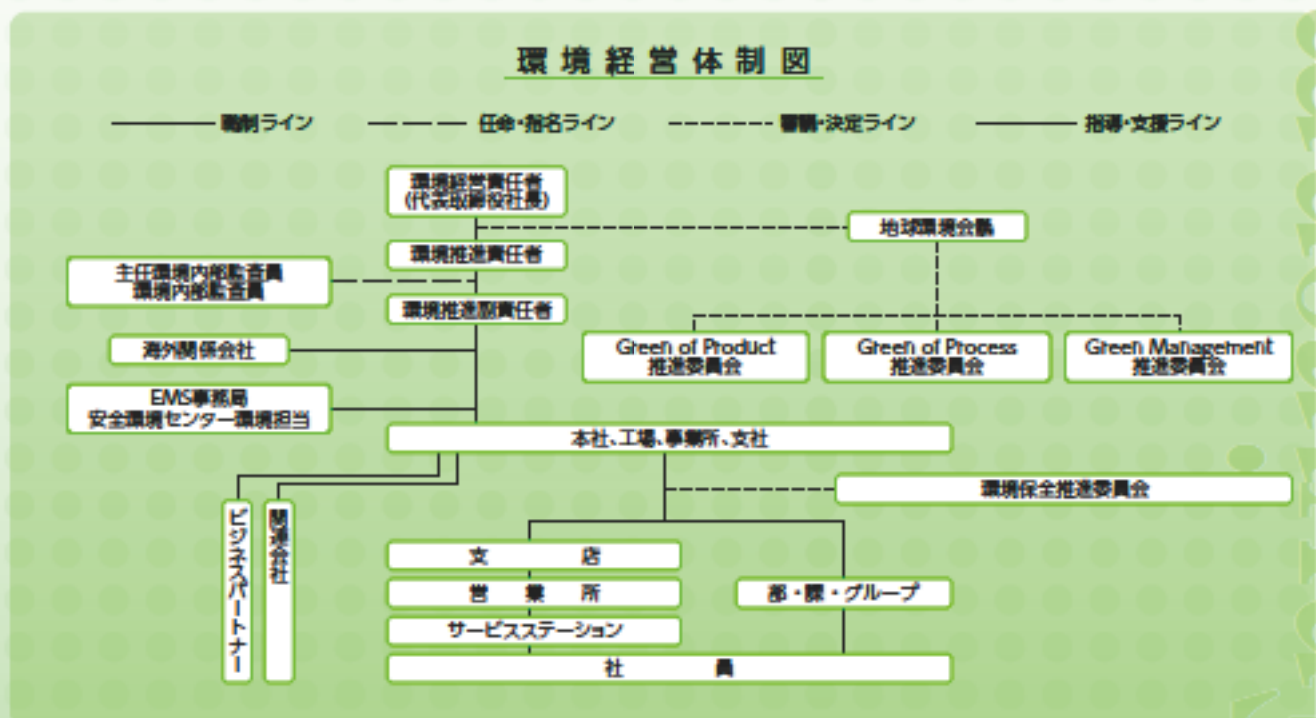 環境経営体制図
職制ライン
任命・指名ライン
審議・決定ライン
指導・支援ライン
環境経営責任者
(代表取締役社長)
地球環境会議
環境推進責任者
主任環境内部監査員
環境内部監査員
環境推進副責任者
海外関係会社
Green of Product
推進委員会
Green of Process
推進委員会
Green Management
推進委員会
EMS事務局
安全環境センター環境担当
本社、工場、事業所、支社
環境保全推進委員会
ビジネスパートナー
関連会社
支店
営業所
部・課・グループ
サービスステーション
社員